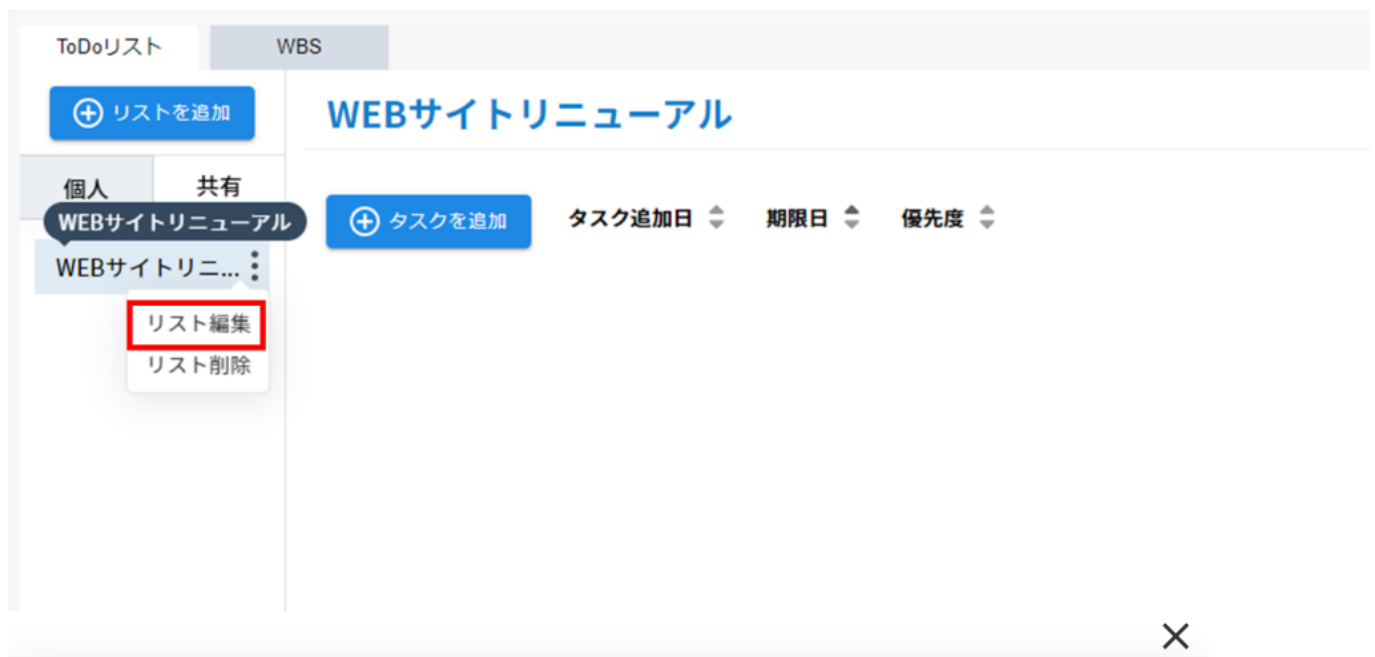 ToDoリスト
WBS
リストを追加
WEBサイトリニューアル
個人
共有
WEBサイトリニューアル
タスクを追加
タスク追加日
期限日
優先度
WEBサイトリニ...
リスト編集
リスト削除